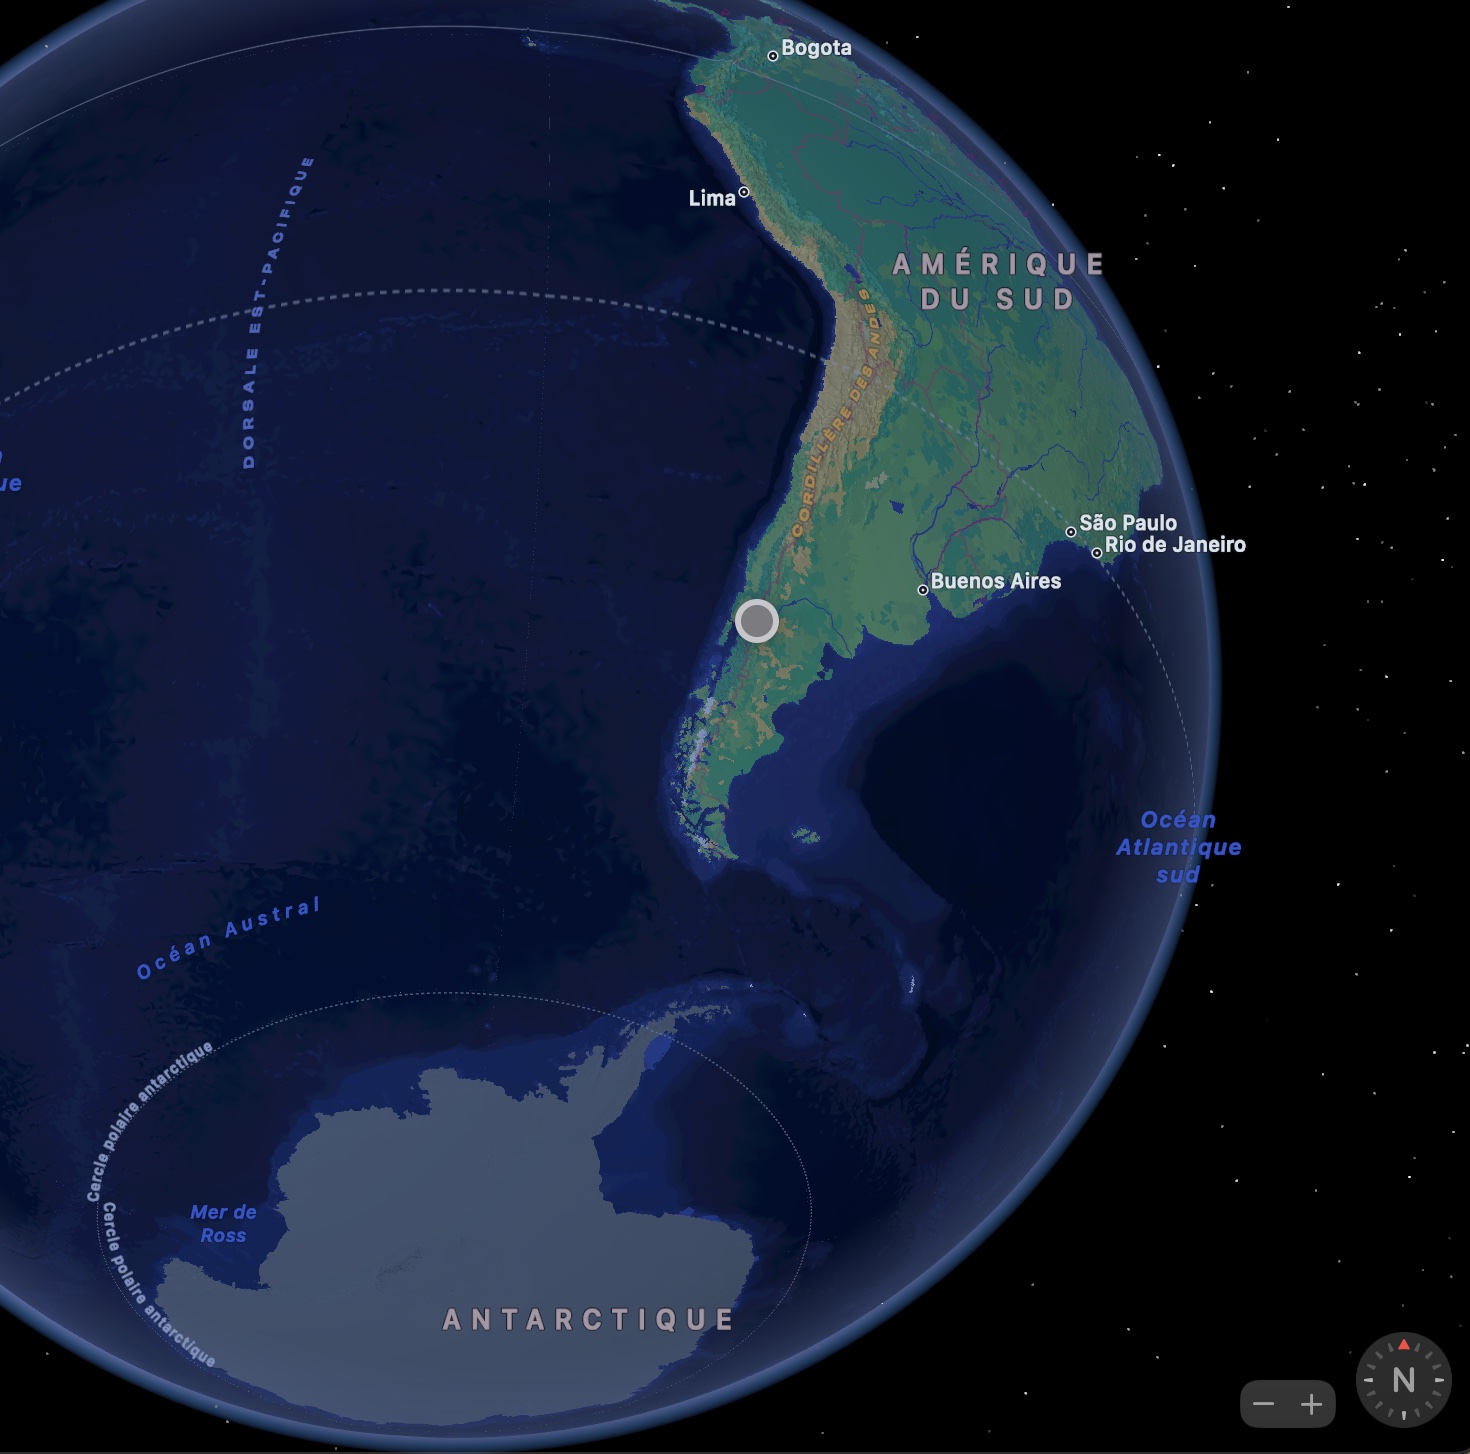 Bogota
DORSALE EST-PACIFIQUE
Lima
AMÉRIQUE
DU SUD
CORDILLÈRE DES ANDES
ue
São Paulo
Rio de Janeiro
Buenos Aires
Océan
Atlantique
sud
Océan Austral
Cercle polaire antarctique
Cercle polaire antarctique
Mer de
Ross
ANTARCTIQUE
N